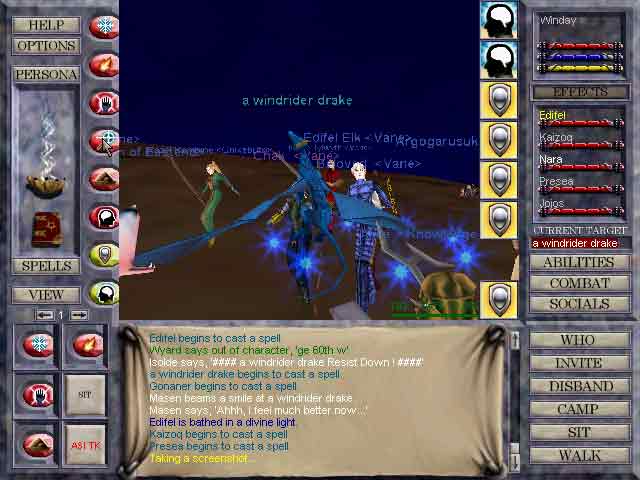 HELP
OPTIONS
PERSONA
SPELLS
VIEW
1
SIT
ASI TK
a windrider drake
Edifel Elk <Vane>
Argogarusuk
Chak <Vane>
<Vane>
Knowledge
Edifel begins to cast a spell
Wyard says out of character, 'ge 60th w'
Isolde says, '#### a windrider drake Resist Down ! ####'
a windrider drake begins to cast a spell.
Gonaner begins to cast a spell
Masen beams a smile at a windrider drake
Masen says, 'Ahhh, I feel much better now...'
Edifel is bathed in a divine light.
Kaizoq begins to cast a spell
Presea begins to cast a spell
Taking a screenshot...
Winday
EFFECTS
Edifel
Kaizoq
Nara
Presea
Jojos
CURRENT TARGET
a windrider drake
ABILITIES
COMBAT
SOCIALS
WHO
INVITE
DISBAND
CAMP
SIT
WALK